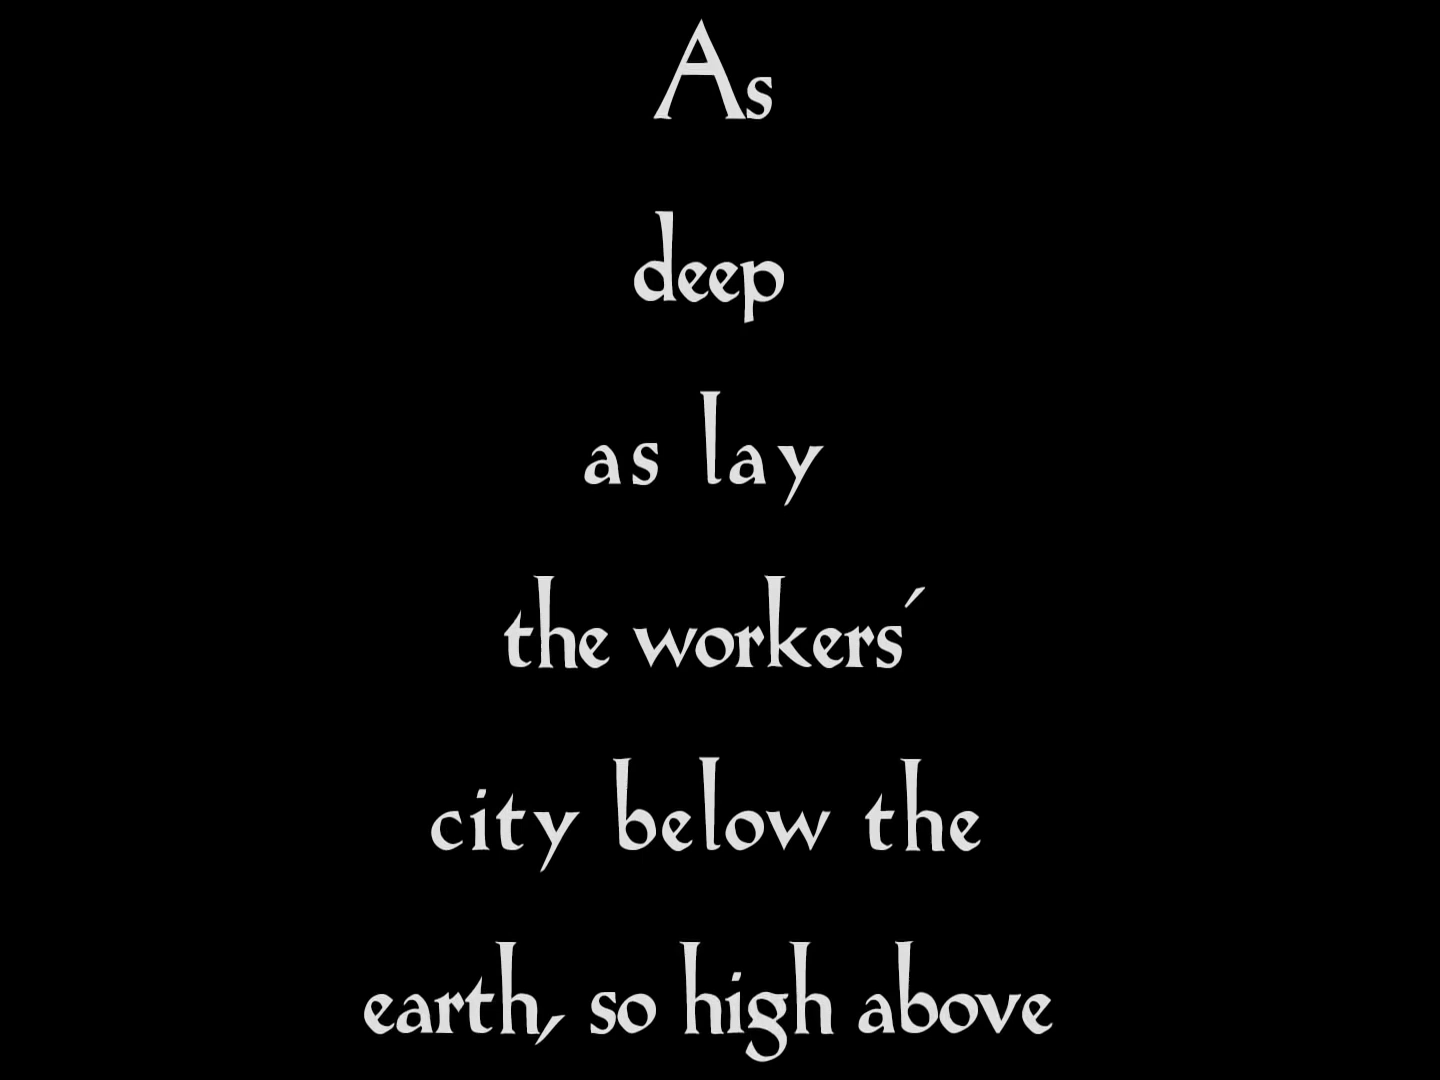 As
deep
as lay
the workers´
city below the
earth, so high above